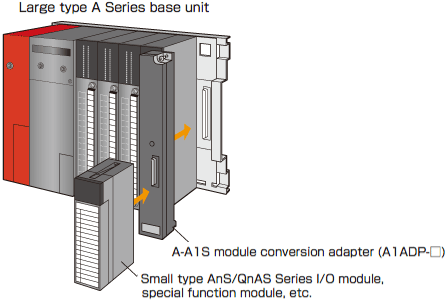 Large type A Series base unit
A-A1S module conversion adapter (A1ADP-□)
Small type AnS/QnAS Series I/O module,
special function module, etc.